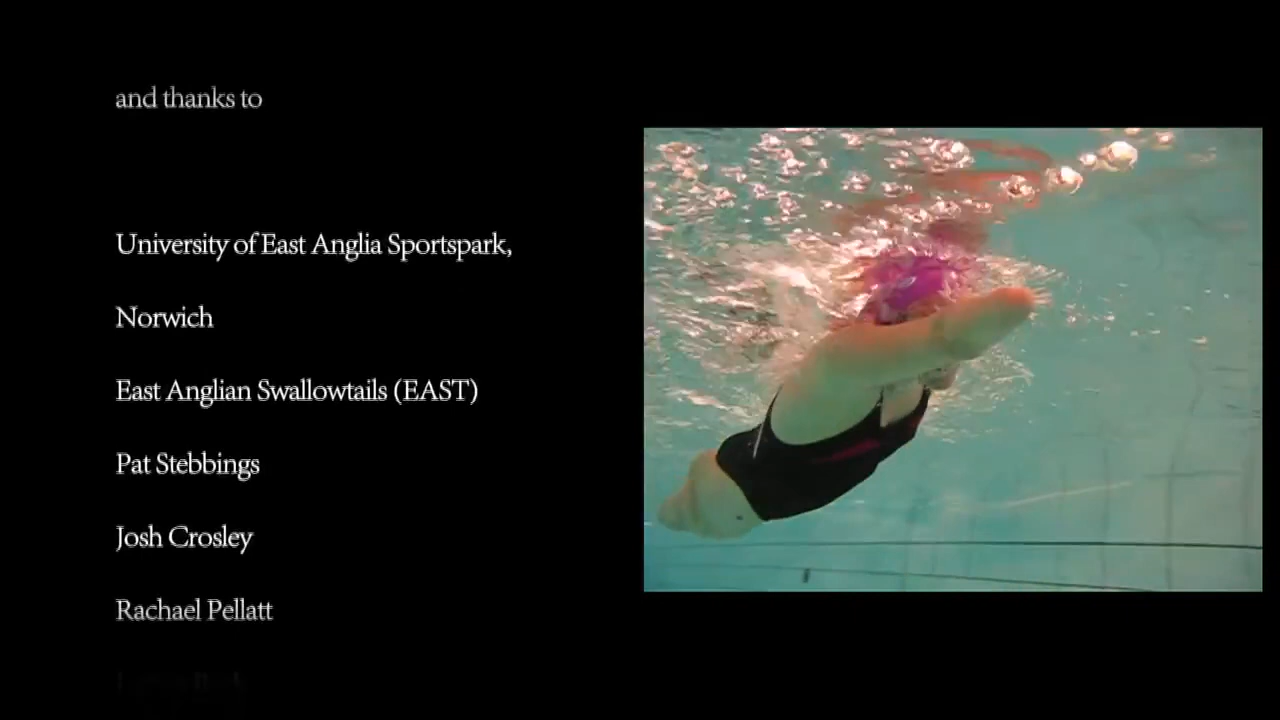 and thanks to
University of East Anglia Sportspark,
Norwich
East Anglian Swallowtails (EAST)
Pat Stebbings
Josh Crosley
Rachael Pellatt